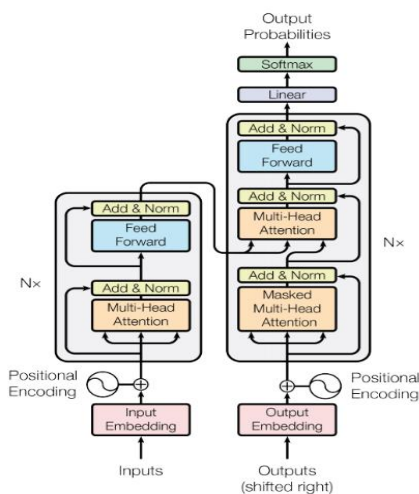 Output
Probabilities
Softmax
Linear
Add & Norm
Feed
Forward
Add & Norm
Multi-Head
Attention
Add & Norm
Masked
Multi-Head
Attention
Nx
Add & Norm
Feed
Forward
Add & Norm
Multi-Head
Attention
Nx
Positional
Encoding
Positional
Encoding
Input
Embedding
Output
Embedding
Inputs
Outputs
(shifted right)